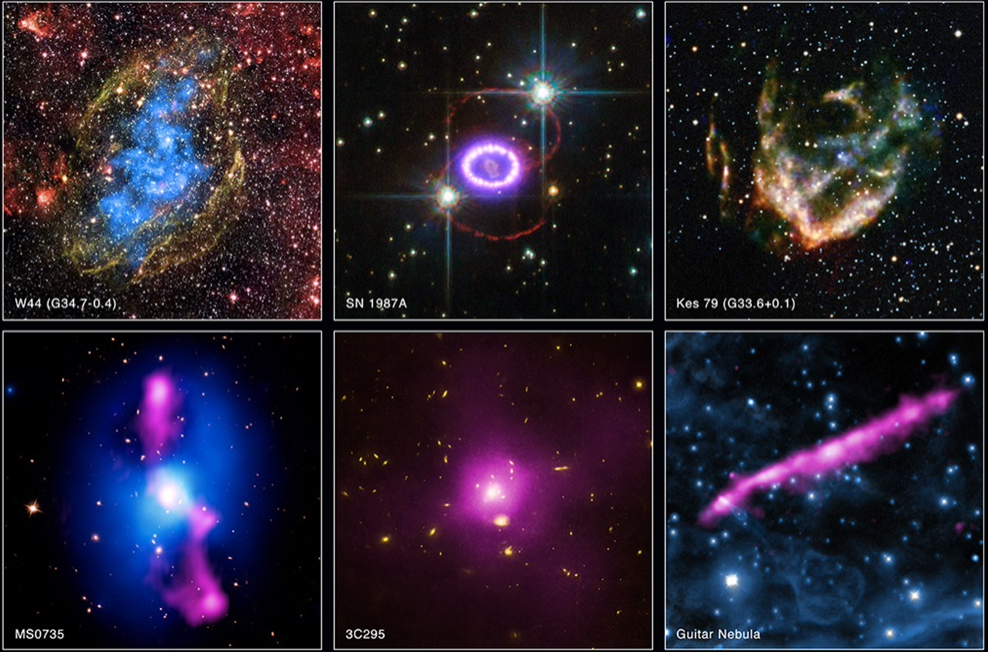 W44 (G34.7-0.4)
SN 1987A
Kes 79 (G33.6+0.1)
MS0735
3C295
Guitar Nebula